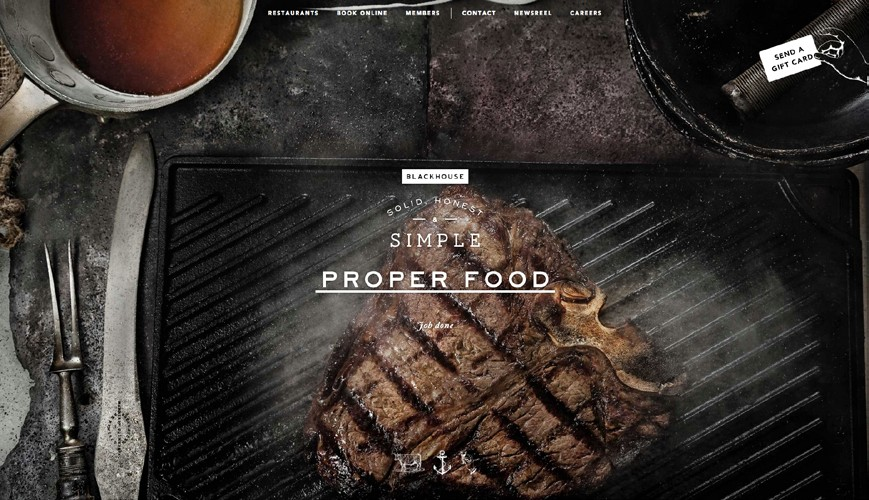 RESTAURANTS BOOK ONLINE MEMBERS CONTACT NEWSREEL CAREERS
SEND A
GIFT CARD
BLACKHOUSE
SOLID, HONEST
&
SIMPLE
PROPER FOOD
Job done